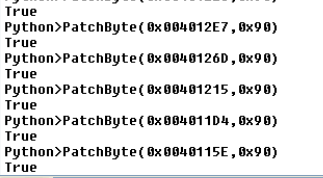 True
Python>PatchByte(0x004012E7,0x90)
True
Python>PatchByte(0x0040126D,0x90)
True
Python>PatchByte(0x00401215,0x90)
True
Python>PatchByte(0x004011D4,0x90)
True
Python>PatchByte(0x0040115E,0x90)
True